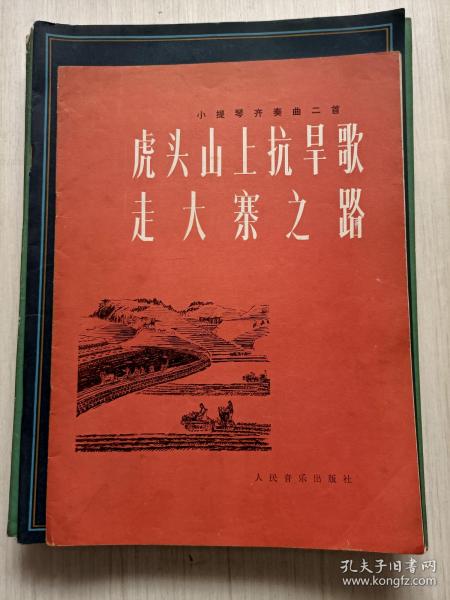 小提琴齐奏曲二首
虎头山上抗旱歌
走大寨之路
人民音乐出版社
孔夫子旧书网
www.kongfz.com